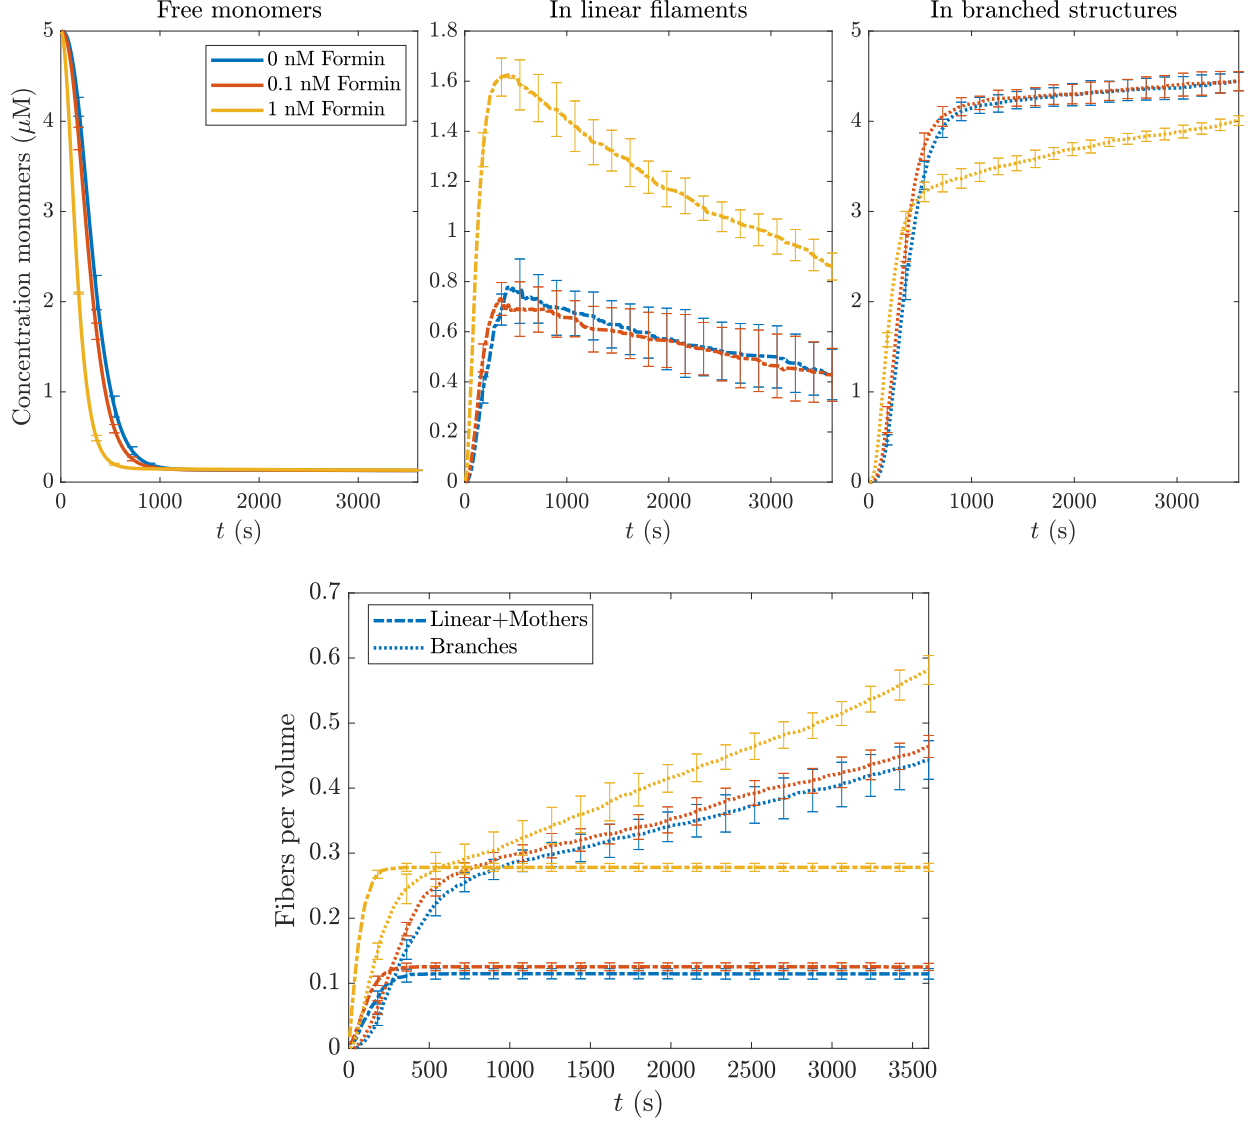 Free monomers
In linear filaments
In branched structures
Concentration monomers (μM)
5
4
3
2
1
0
0 nM Formin
0.1 nM Formin
1 nM Formin
0 1000 2000 3000
t (s)
1.8
1.6
1.4
1.2
1
0.8
0.6
0.4
0.2
0
0 1000 2000 3000
t (s)
5
4
3
2
1
0
0 1000 2000 3000
t (s)
Fibers per volume
0.7
0.6
0.5
0.4
0.3
0.2
0.1
0
Linear+Mothers
Branches
0 500 1000 1500 2000 2500 3000 3500
t (s)